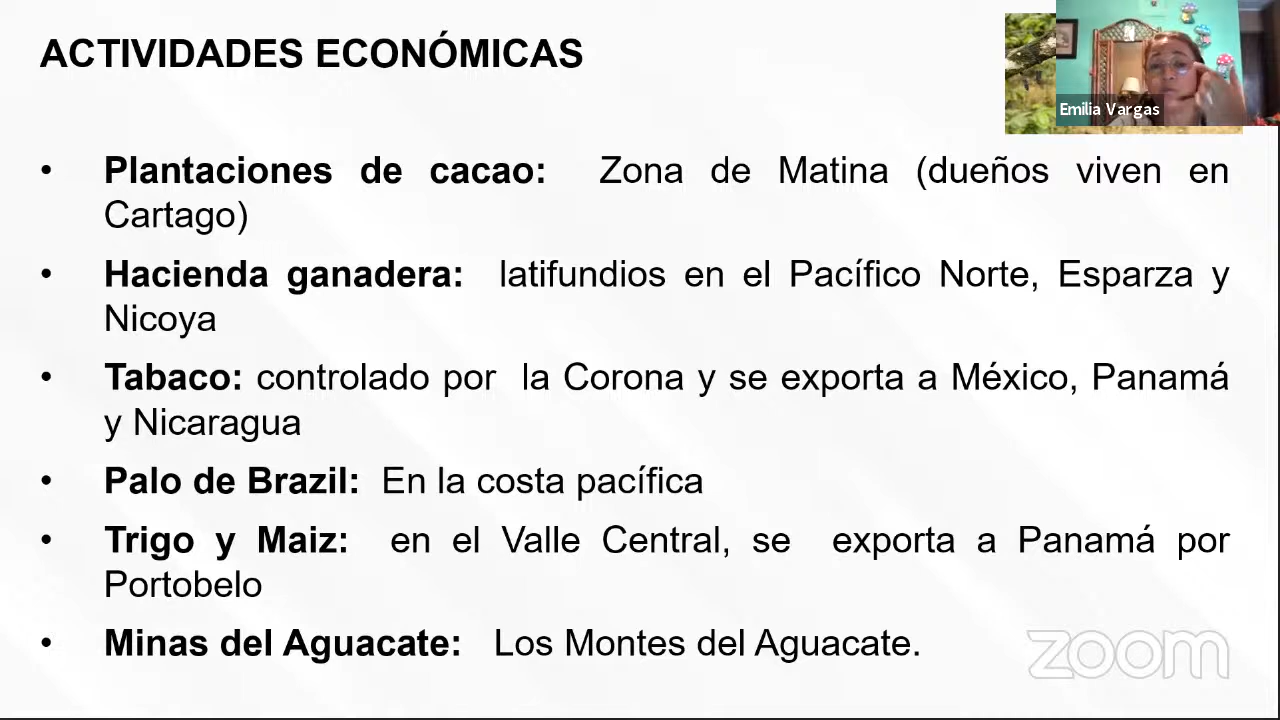 ACTIVIDADES ECONÓMICAS
Emilia Vargas
• Plantaciones de cacao: Zona de Matina (dueños viven en
Cartago)
• Hacienda ganadera: latifundios en el Pacífico Norte, Esparza y
Nicoya
• Tabaco: controlado por la Corona y se exporta a México, Panamá
y Nicaragua
• Palo de Brazil: En la costa pacífica
• Trigo y Maiz: en el Valle Central, se exporta a Panamá por
Portobelo
• Minas del Aguacate: Los Montes del Aguacate.
zoom